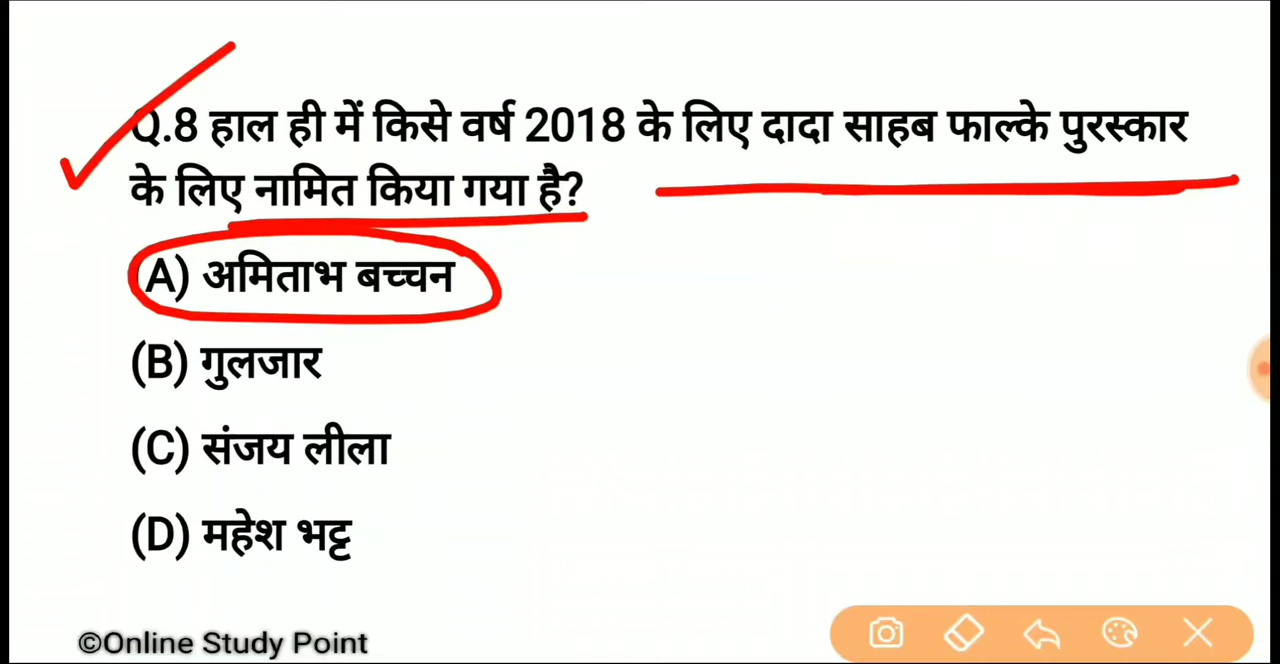 Q.8 हाल ही में किसे वर्ष 2018 के लिए दादा साहब फाल्के पुरस्कार
के लिए नामित किया गया है?
A) अमिताभ बच्चन
(B) गुलजार
(C) संजय लीला
(D) महेश भट्ट
©Online Study Point